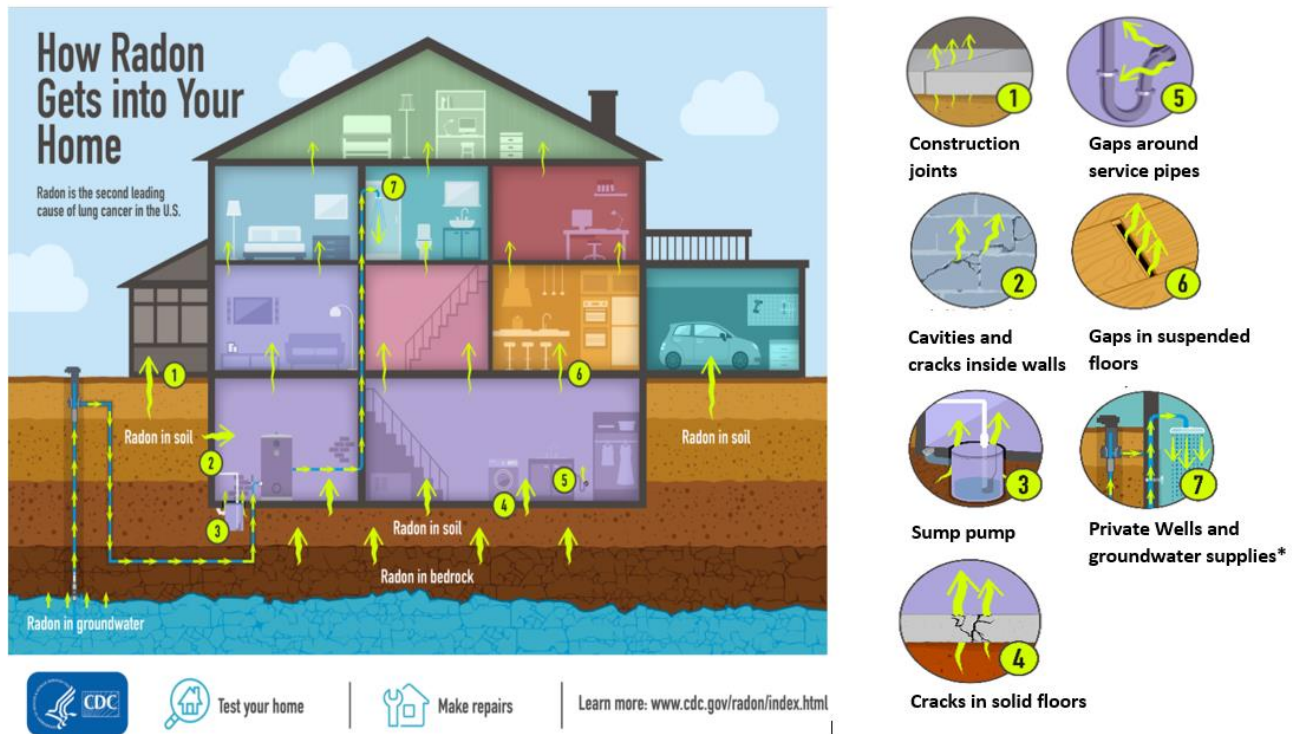 How Radon
Gets into Your
Home
Radon is the second leading
cause of lung cancer in the U.S.
7
1
6
Radon in soil
Radon in soil
2
5
4
3
Radon in soil
Radon in bedrock
Radon in groundwater
CDC
Test your home
Make repairs
Learn more: www.cdc.gov/radon/index.html
1
Construction
joints
5
Gaps around
service pipes
2
Cavities and
cracks inside walls
6
Gaps in suspended
floors
3
Sump pump
7
Private Wells and
groundwater supplies*
4
Cracks in solid floors